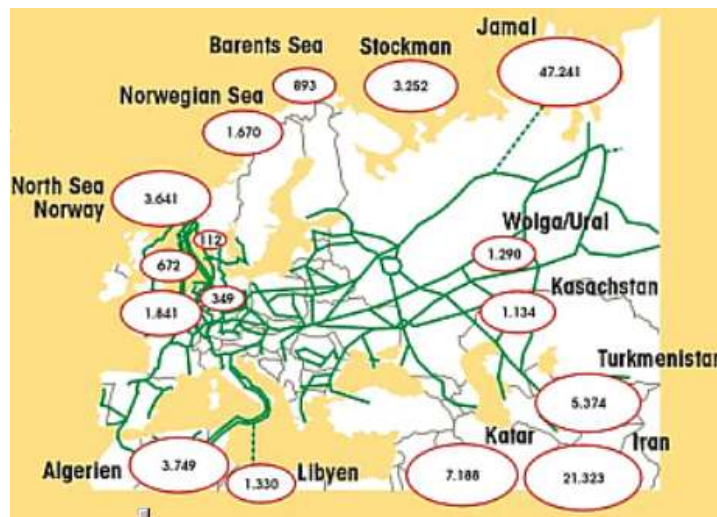 Jamal
Barents Sea
Stockman
893
3.252
47.241
Norwegian Sea
1.670
North Sea
Norway
3.641
112
Wolga/Ural
1.290
672
349
Kasachstan
1.641
1.134
Turkmenistan
5.374
Katar
Iran
Algerien
3.749
Libyen
1.330
7.188
21.323